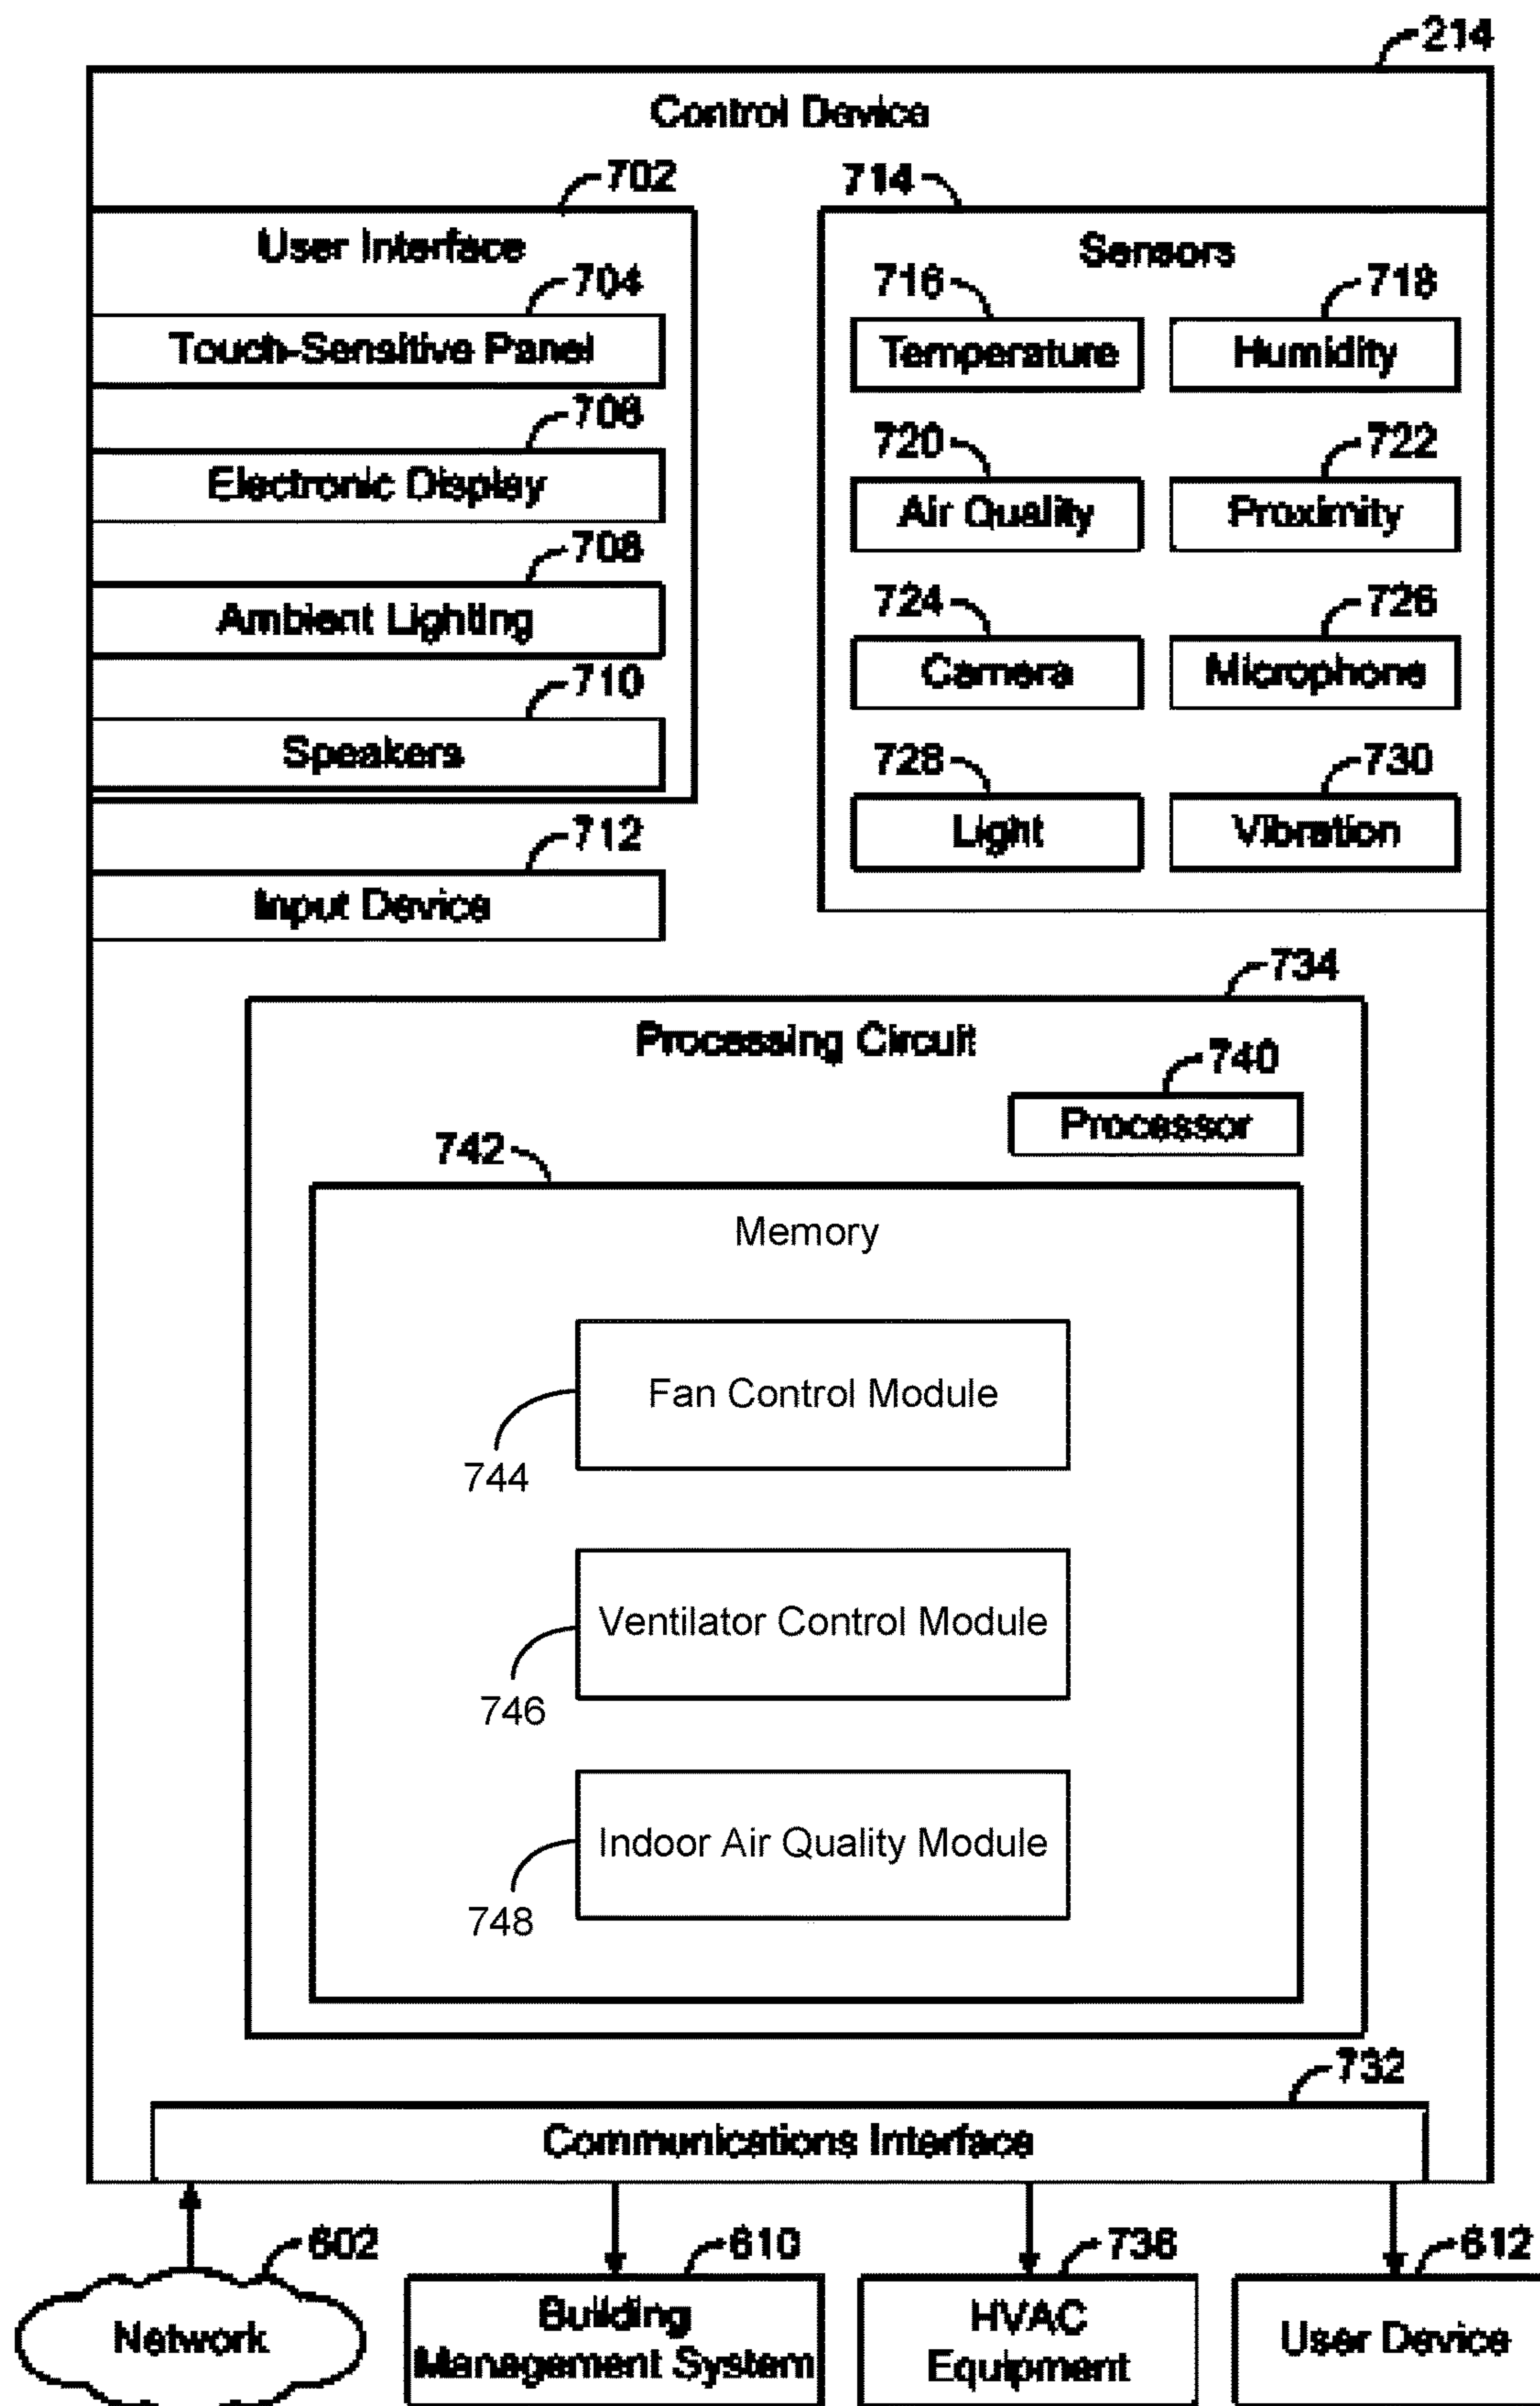 214
Control Device
702
714
User Interface
Sensors
704
716
718
Touch-Sensitive Panel
Temperature
Humidity
706
720
722
Electronic Display
Air Quality
Proximity
708
724
726
Ambient Lighting
Camera
Microphone
710
728
730
Speakers
Light
Vibration
712
Input Device
734
Processing Circuit
740
Processor
742
Memory
Fan Control Module
744
Ventilator Control Module
746
Indoor Air Quality Module
748
732
Communications Interface
602
610
736
612
Network
Building
Management System
HVAC
Equipment
User Device